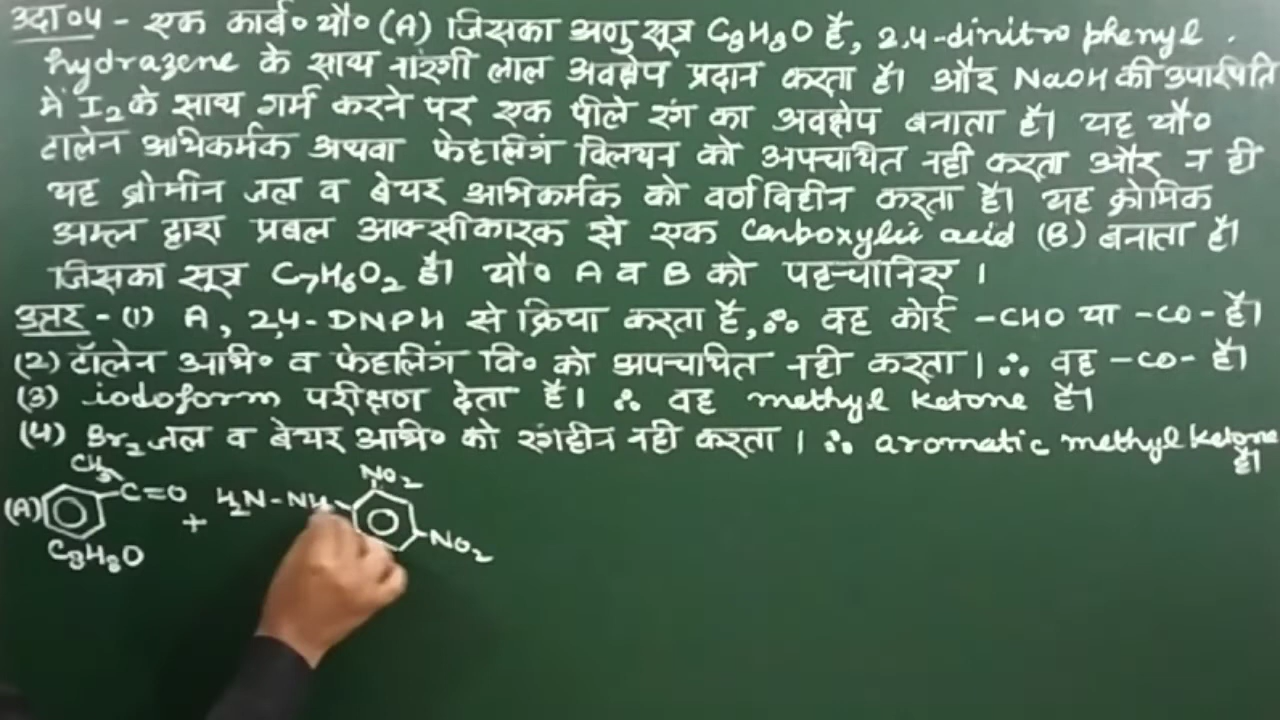 उदा०4 - एक कार्ब० यौ० (A) जिसका अणु सूत्र C8H8O है, 2,4-dinitro phenyl
hydrazene के साथ नारंगी लाल अवक्षेप प्रदान करता है। और NaOH की उपस्थिति
में I2 के साथ गर्म करने पर एक पीले रंग का अवक्षेप बनाता है। यह यौ०
टालेन अभिकर्मक अथवा फेहलिंग विलयन को अपचायित नही करता और न ही
यह ब्रोमीन जल व बेयर अभिकर्मक को वर्णविहीन करता है। यह क्रोमिक
अम्ल द्वारा प्रबल आक्सीकारक से एक Carboxylic acid (B) बनाता है।
जिसका सूत्र C7H6O2 है। यौ० A व B को पहचानिए ।
उत्तर - (1) A, 2,4-DNPH से क्रिया करता है, ∴ वह कोई -CHO या -CO- है।
(2) टॉलेन अभि० व फेहलिंग वि० को अपचायित नही करता । ∴ वह -CO- है।
(3) iodoform परीक्षण देता है। ∴ वह methyl ketone है।
(4) Br2 जल व बेयर अभि० को रंगहीन नही करता । ∴ aromatic methyl ketone
है।
CH3 NO2
(A) C=O + H2N-NH NO2
C8H8O